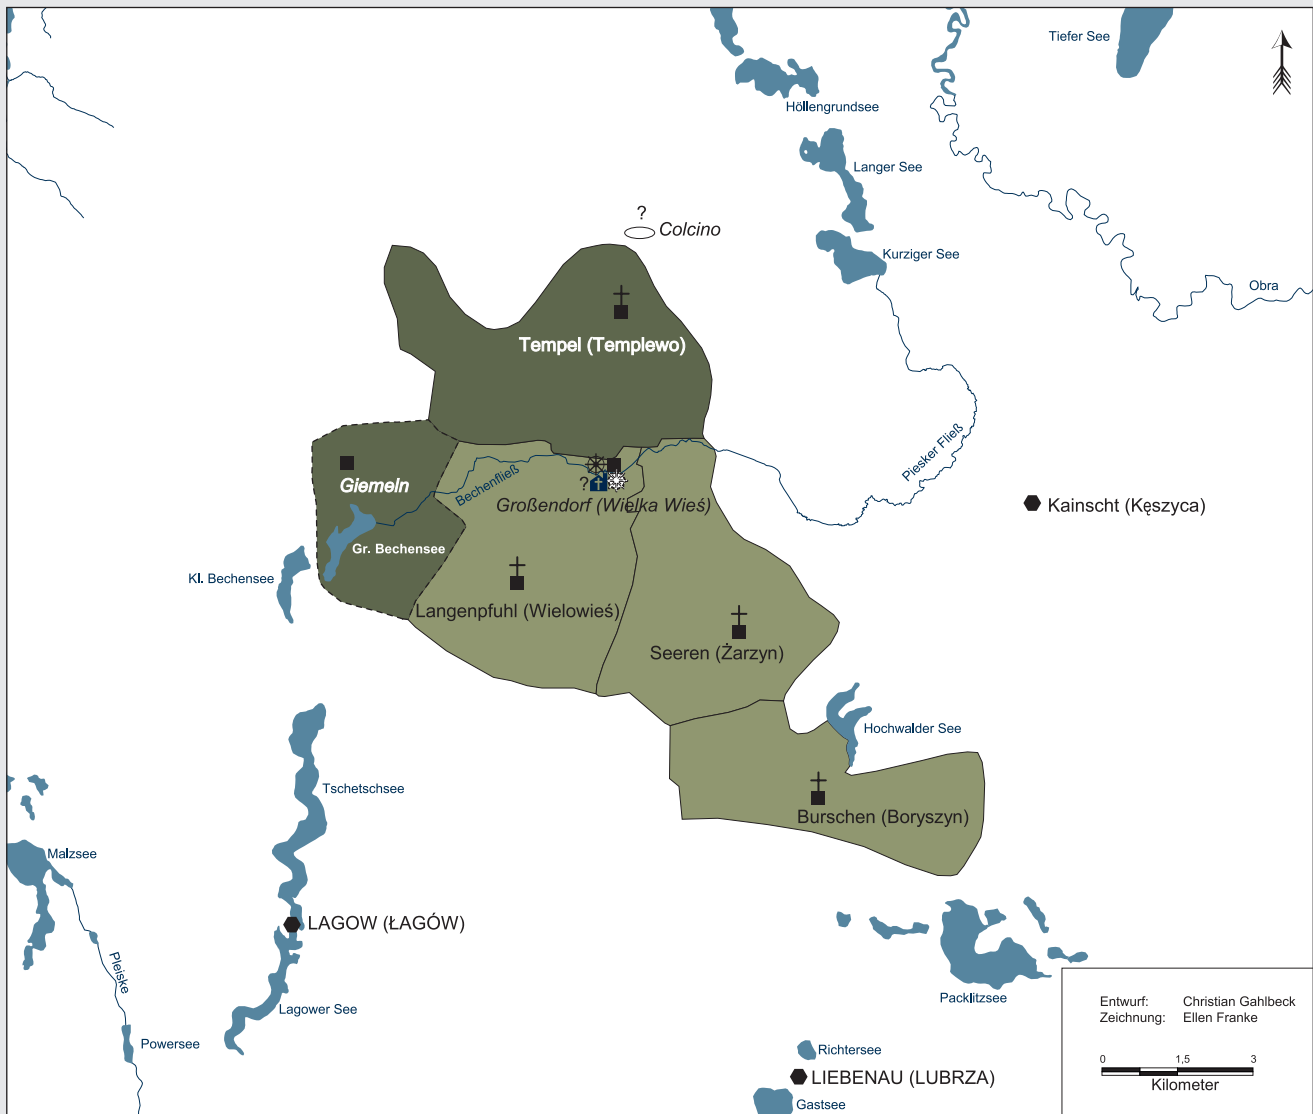 Tiefer See
Höllengrundsee
Langer See
?
Colcino
Kurziger See
Obra
Tempel (Templewo)
Piesker Fließ
Giemeln
Bechenfließ
?
Großendorf (Wielka Wieś)
Kainscht (Kęszyca)
Gr. Bechensee
Kl. Bechensee
Langenpfuhl (Wielowieś)
Seeren (Żarzyn)
Hochwalder See
Tschetschsee
Burschen (Boryszyn)
Malzsee
LAGOW (ŁAGÓW)
Pleiske
Packlitzsee
Lagower See
Powersee
Richtersee
LIEBENAU (LUBRZA)
Gastsee
Entwurf: Christian Gahlbeck
Zeichnung: Ellen Franke
0 1,5 3
Kilometer